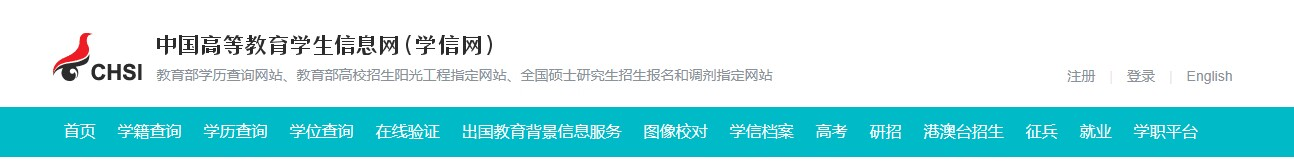 中国高等教育学生信息网（学信网）
CHSI
教育部学历查询网站、教育部高校招生阳光工程指定网站、全国硕士研究生招生报名和调剂指定网站
注册 | 登录 | English
首页 学籍查询 学历查询 学位查询 在线验证 出国教育背景信息服务 图像校对 学信档案 高考 研招 港澳台招生 征兵 就业 学职平台